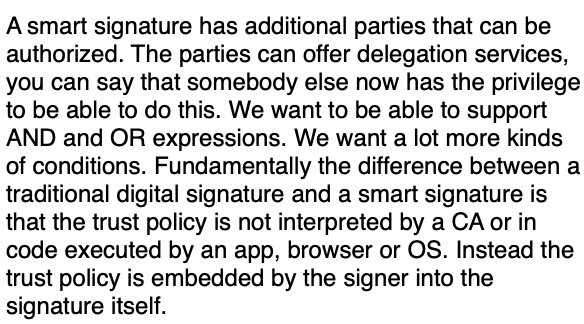 A smart signature has additional parties that can be
authorized. The parties can offer delegation services,
you can say that somebody else now has the privilege
to be able to do this. We want to be able to support
AND and OR expressions. We want a lot more kinds
of conditions. Fundamentally the difference between a
traditional digital signature and a smart signature is
that the trust policy is not interpreted by a CA or in
code executed by an app, browser or OS. Instead the
trust policy is embedded by the signer into the
signature itself.